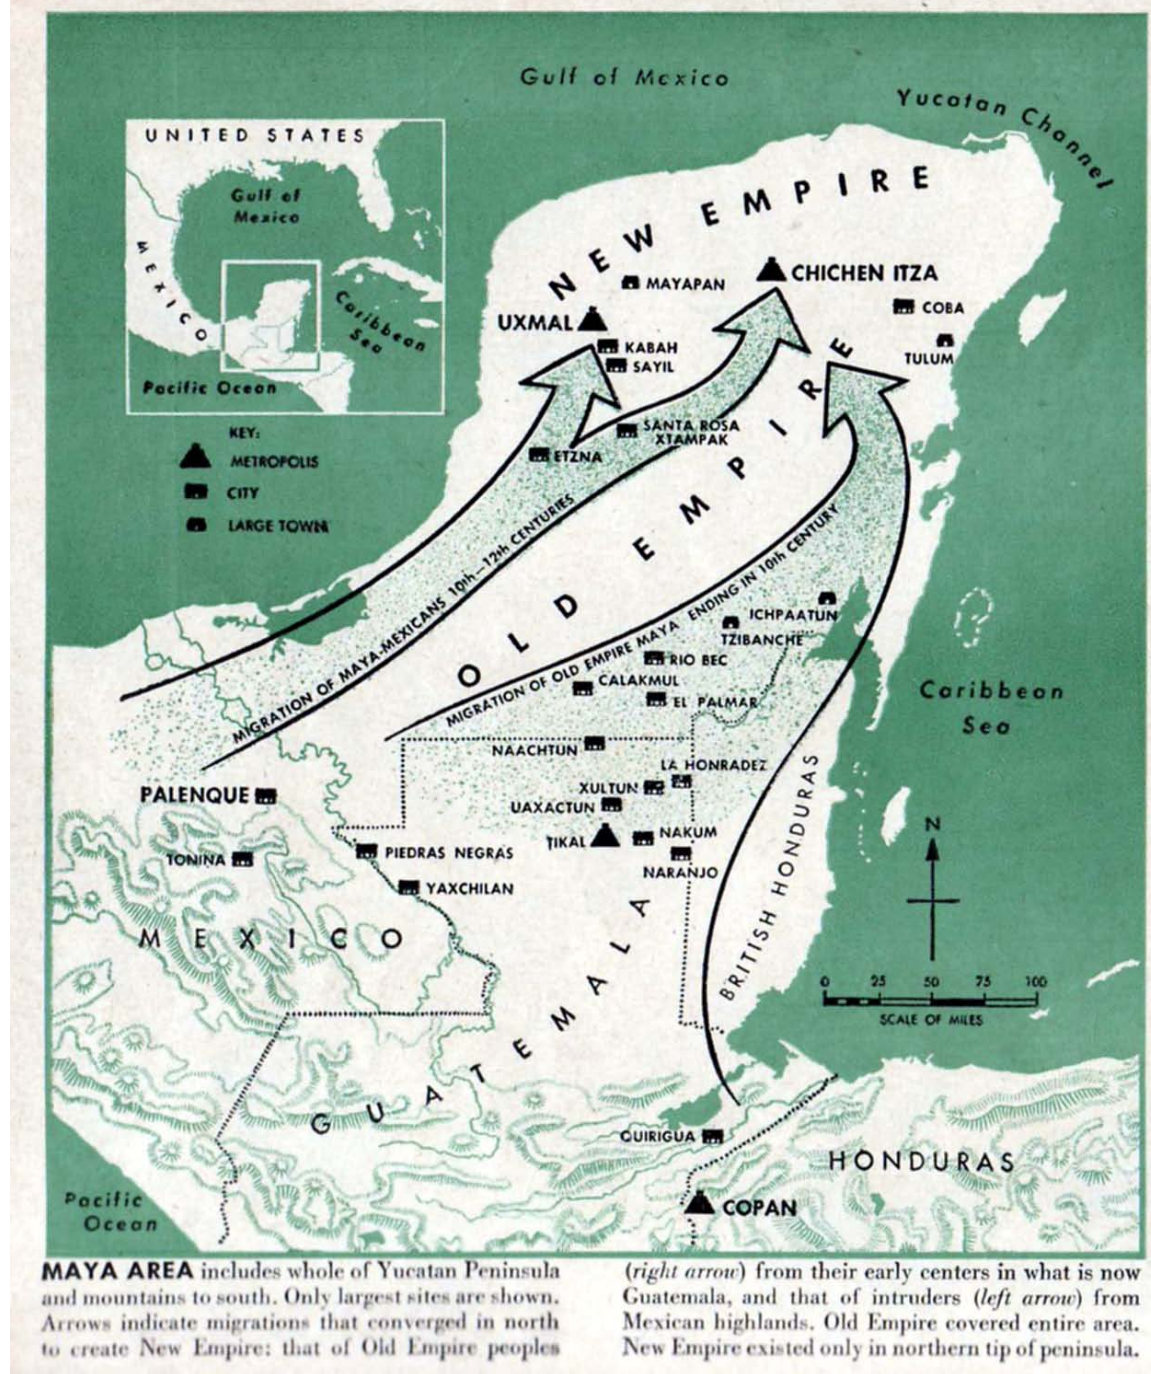 Gulf of Mexico
Yucatan Channel
UNITED STATES
Gulf of
Mexico
MEXICO
Caribbean
Sea
Pacific Ocean
KEY:
METROPOLIS
CITY
LARGE TOWN
NEW EMPIRE
MAYAPAN
CHICHEN ITZA
COBA
UXMAL
KABAH
SAYIL
TULUM
SANTA ROSA
XTAMPAK
ETZNA
OLD EMPIRE
MIGRATION OF MAYA-MEXICANS 10th-12th CENTURIES
MIGRATION OF OLD EMPIRE MAYA ENDING IN 10th CENTURY
ICHPAATUN
TZIBANCHE
RIO BEC
CALAKMUL
EL PALMAR
Caribbean
Sea
NAACHTUN
LA HONRADEZ
XULTUN
UAXACTUN
PALENQUE
TIKAL
NAKUM
TONINA
PIEDRAS NEGRAS
NARANJO
YAXCHILAN
BRITISH HONDURAS
MEXICO
N
0 25 50 75 100
SCALE OF MILES
GUATEMALA
QUIRIGUA
HONDURAS
COPAN
Pacific
Ocean
MAYA AREA includes whole of Yucatan Peninsula
and mountains to south. Only largest sites are shown.
Arrows indicate migrations that converged in north
to create New Empire: that of Old Empire peoples
(right arrow) from their early centers in what is now
Guatemala, and that of intruders (left arrow) from
Mexican highlands. Old Empire covered entire area.
New Empire existed only in northern tip of peninsula.